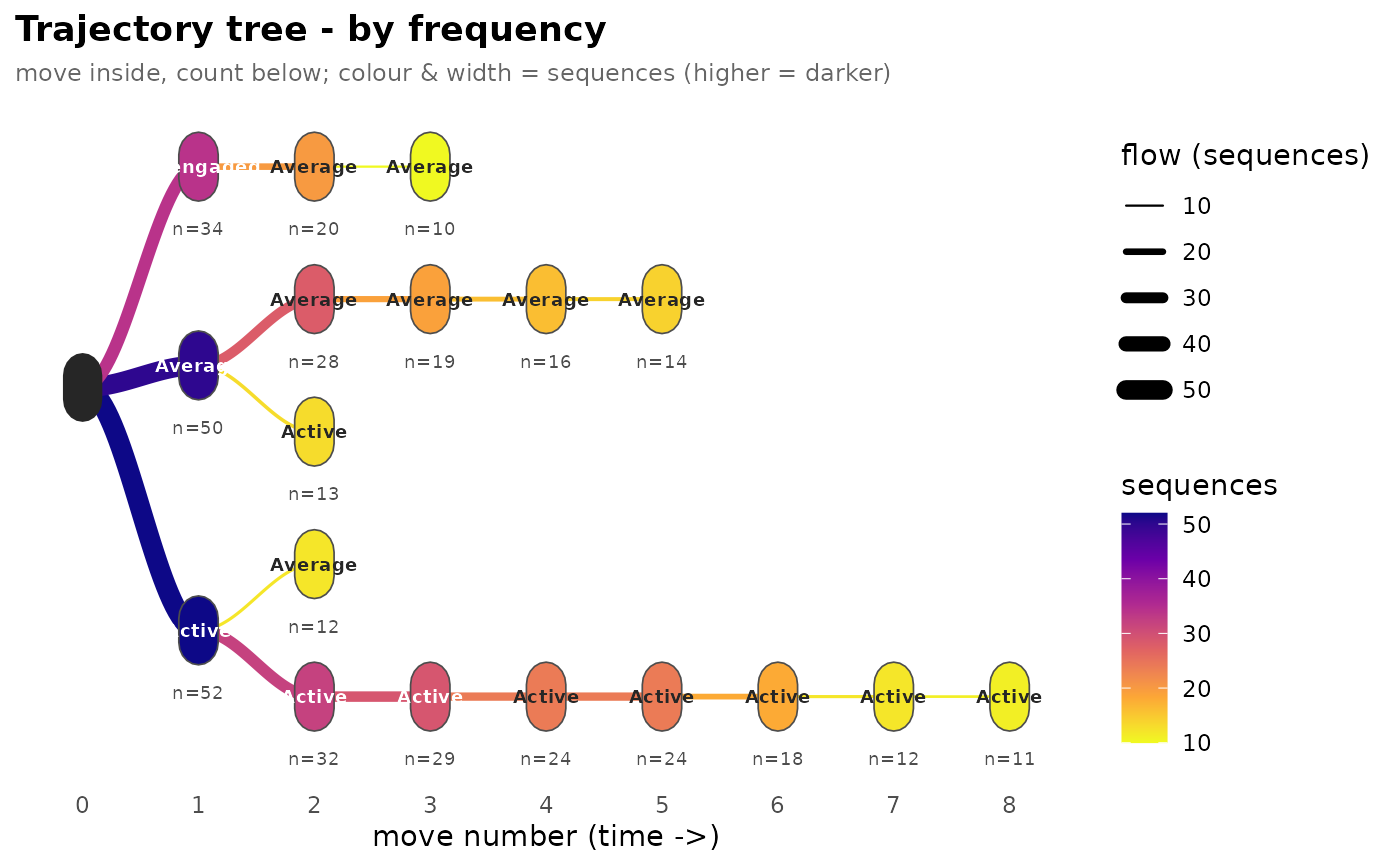 Trajectory tree - by frequency
move inside, count below; colour & width = sequences (higher = darker)
engaged Average Average
n=34 n=20 n=10
Average Average Average Average
n=28 n=19 n=16 n=14
Average
n=50
Active
n=13
Average
n=12
Active
n=52
Active Active Active Active Active Active Active
n=32 n=29 n=24 n=24 n=18 n=12 n=11
0 1 2 3 4 5 6 7 8
move number (time ->)
flow (sequences)
10
20
30
40
50
sequences
50
40
30
20
10